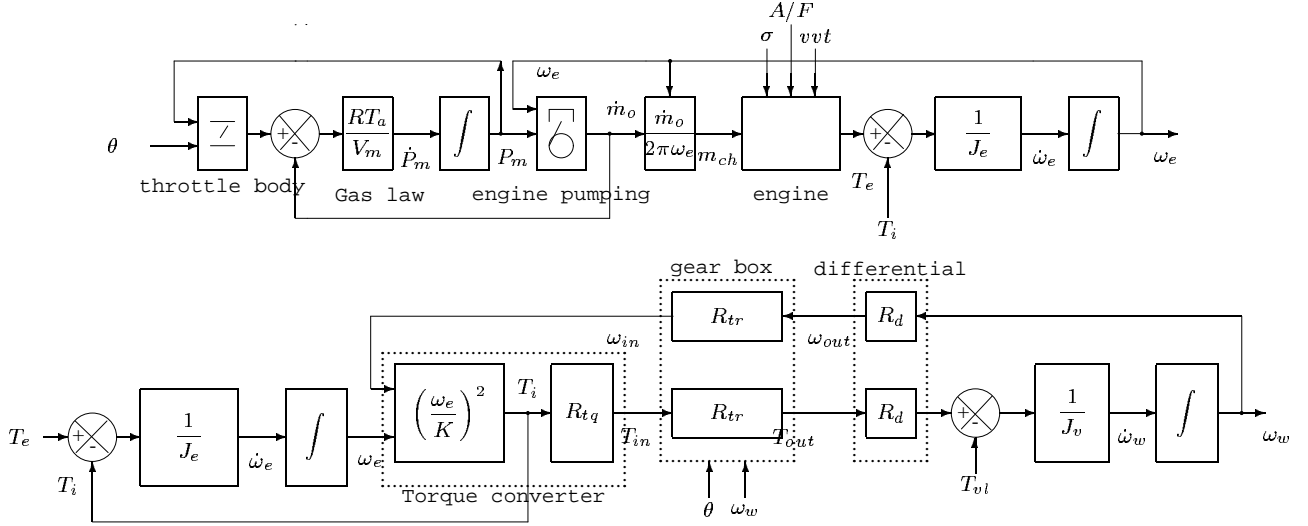 A/F
σ vvt
ω_e
θ
+
-
RT_a / V_m
∫
ṁ_o
ṁ_o / 2πω_e
+
-
1 / J_e
∫
Ṗ_m
P_m
m_ch
T_e
ω̇_e
ω_e
throttle body
Gas law
engine pumping
engine
T_i
gear box
differential
R_tr
R_d
ω_in
ω_out
T_e
+
-
1 / J_e
∫
(ω_e / K)^2
T_i
R_tq
R_tr
R_d
+
-
1 / J_v
∫
T_i
ω̇_e
ω_e
T_in
T_out
ω̇_w
ω_w
Torque converter
θ
ω_w
T_vl